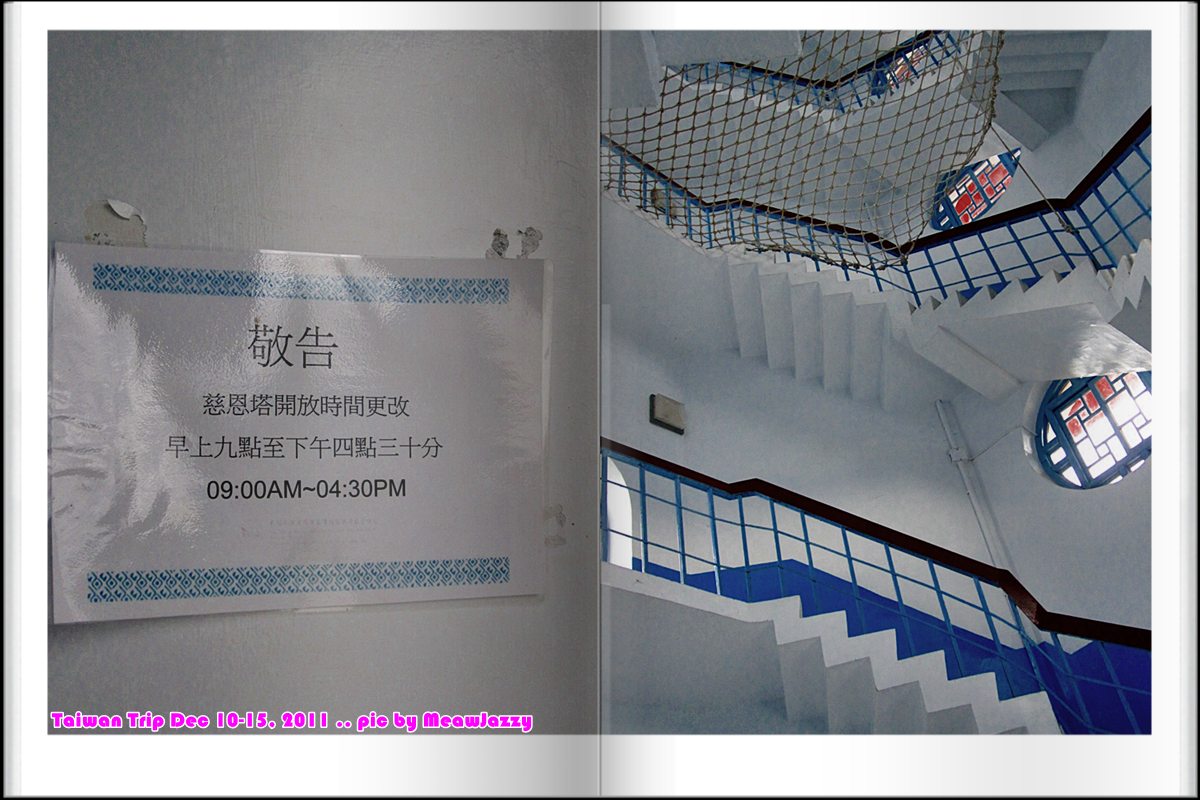 敬告
慈恩塔開放時間更改
早上九點至下午四點三十分
09:00AM~04:30PM
Taiwan Trip Dec 10-15. 2011 .. pic by MeawJazzy